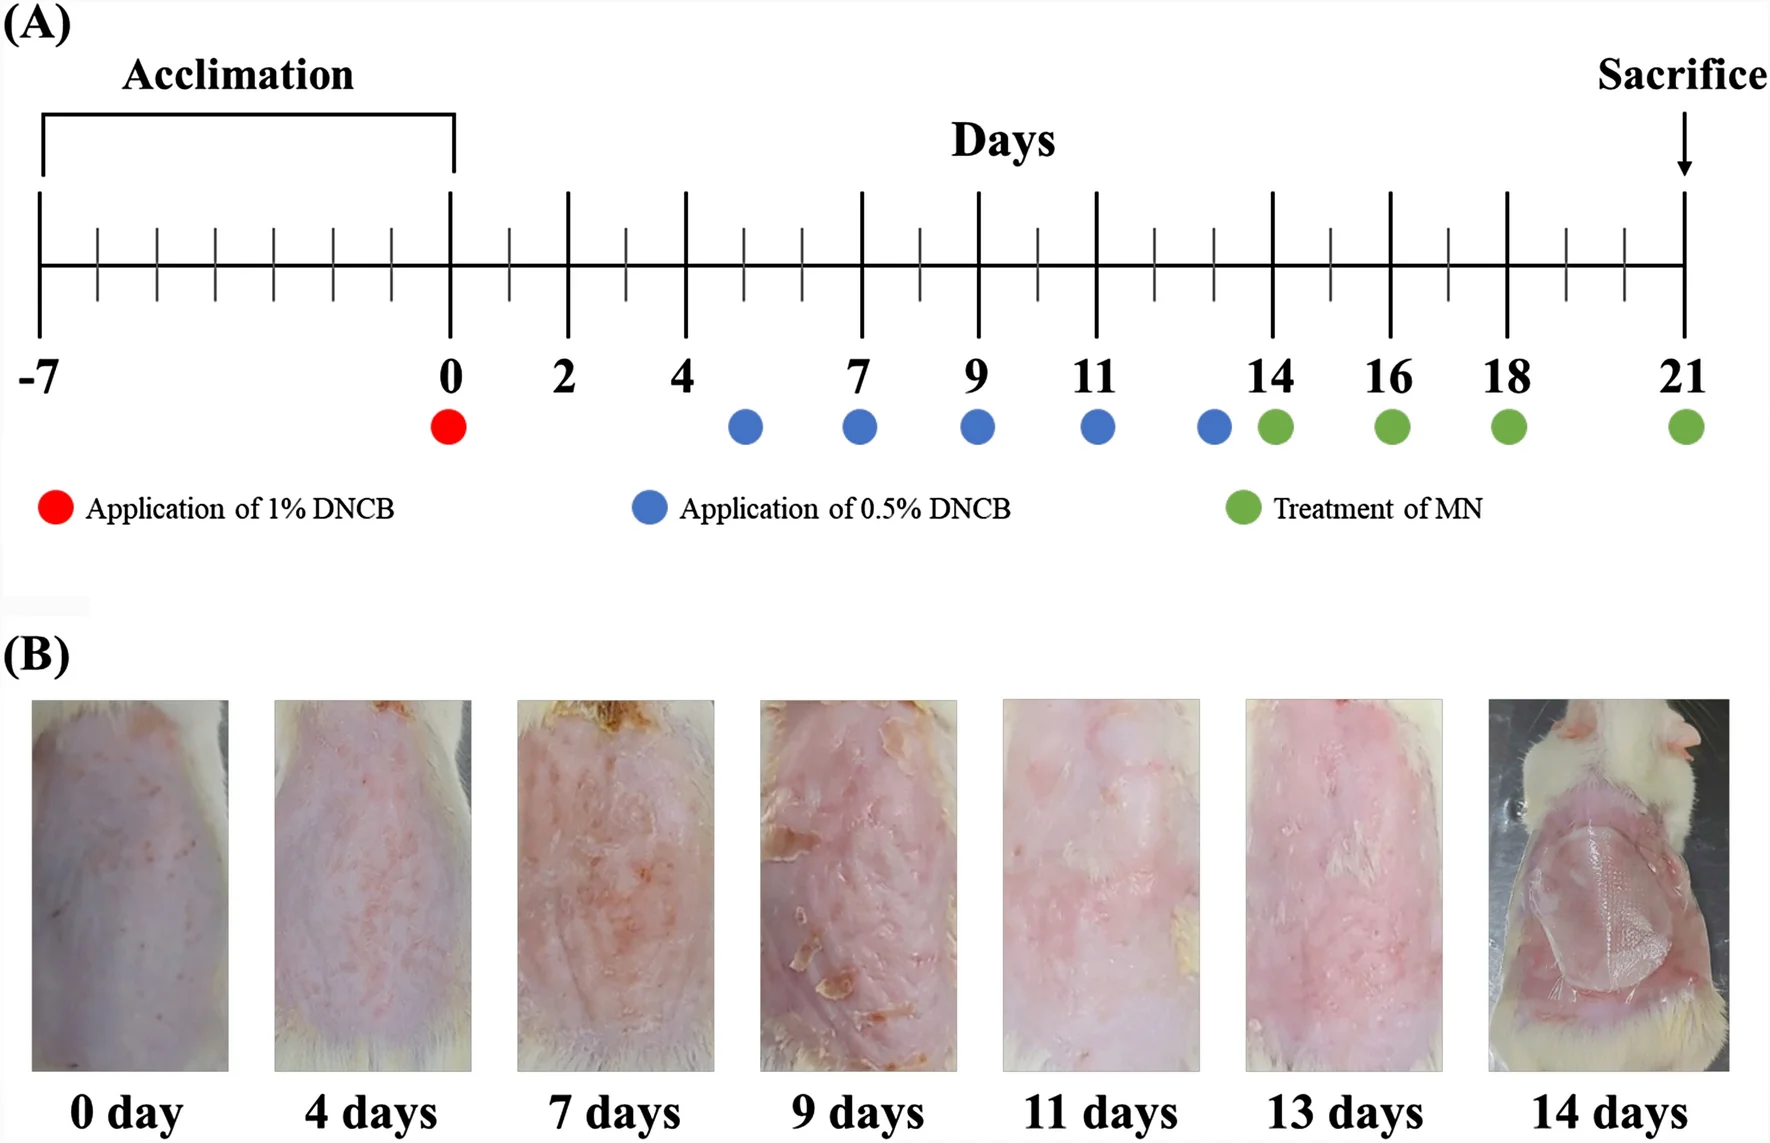 (A)
Acclimation
Sacrifice
Days
-7 0 2 4 7 9 11 14 16 18 21
Application of 1% DNCB
Application of 0.5% DNCB
Treatment of MN
(B)
0 day
4 days
7 days
9 days
11 days
13 days
14 days